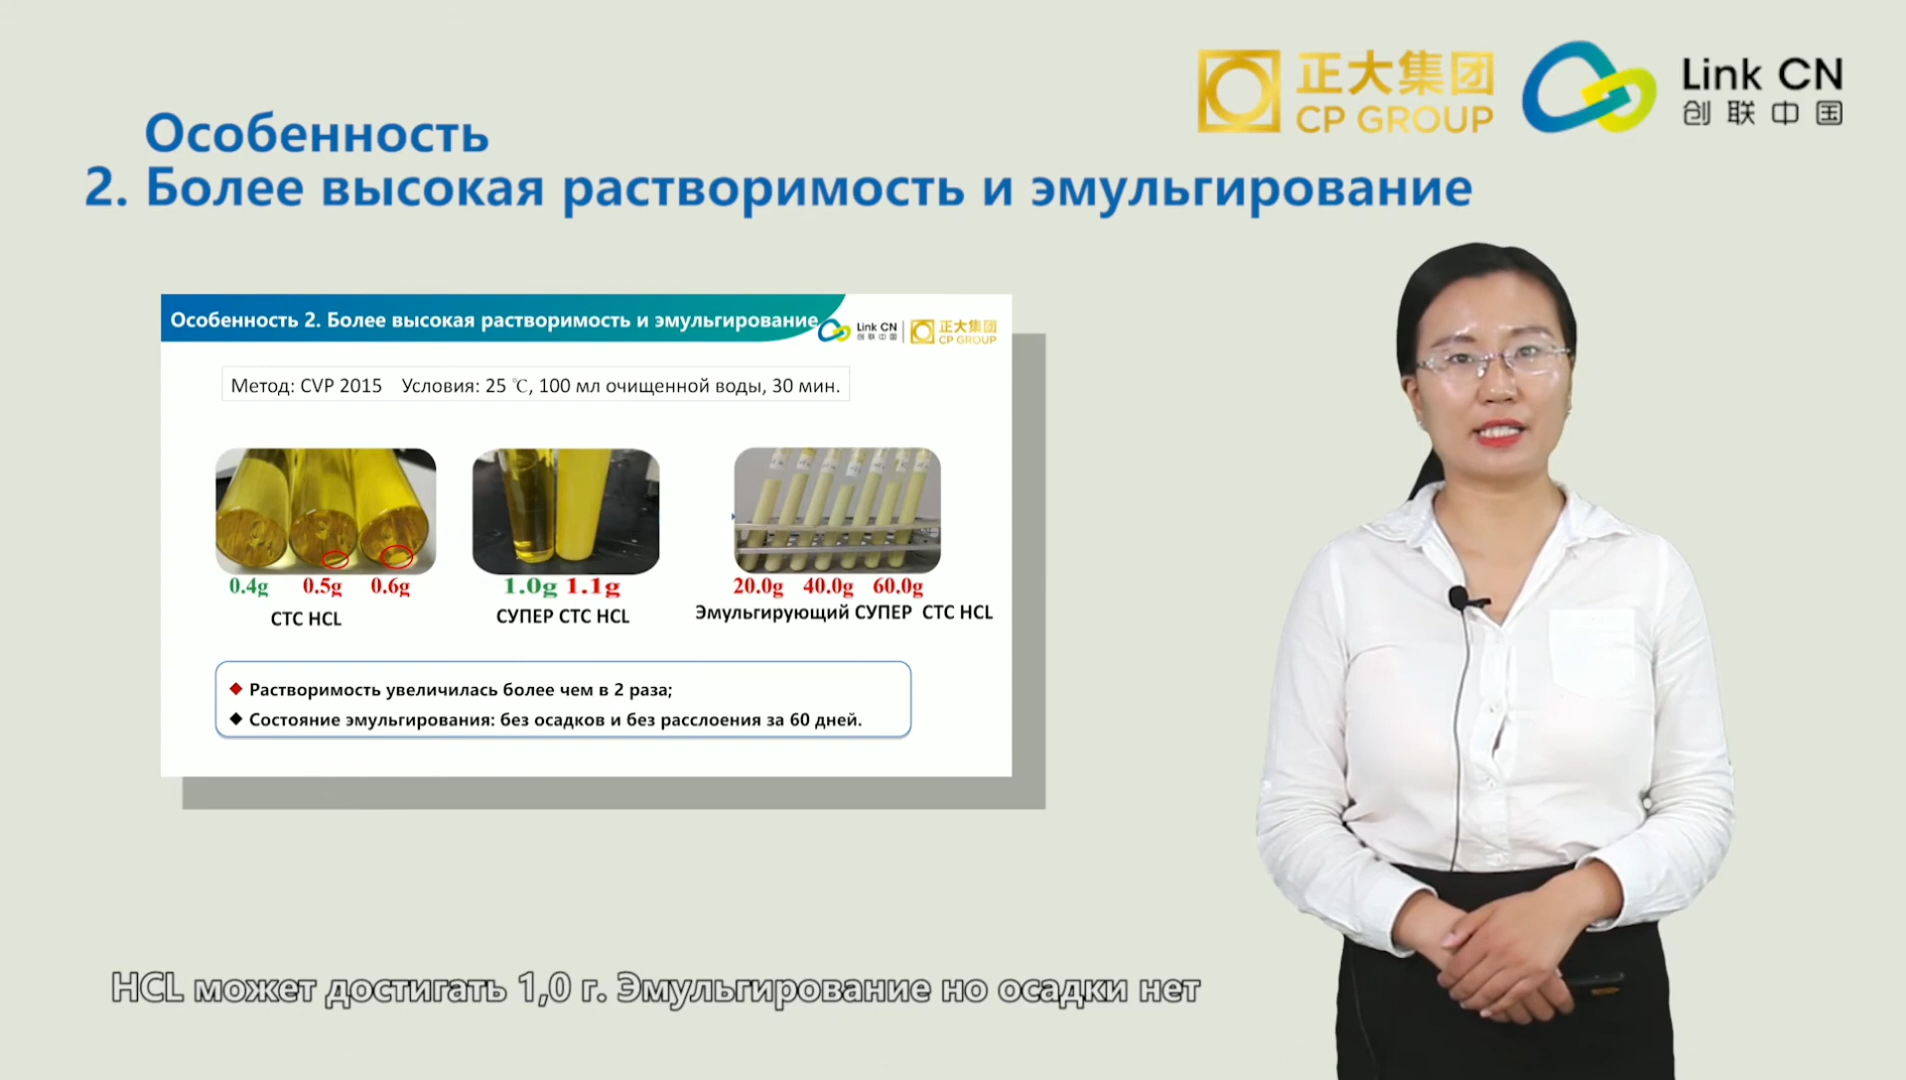 正大集团
CP GROUP
Link CN
创联中国
Особенность
2. Более высокая растворимость и эмульгирование
Особенность 2. Более высокая растворимость и эмульгирование
Link CN
创联中国
正大集团
CP GROUP
Метод: CVP 2015 Условия: 25 ℃, 100 мл очищенной воды, 30 мин.
0.4g 0.5g 0.6g
1.0g 1.1g
20.0g 40.0g 60.0g
CTC HCL
СУПЕР CTC HCL
Эмульгирующий СУПЕР CTC HCL
Растворимость увеличилась более чем в 2 раза;
Состояние эмульгирования: без осадков и без расслоения за 60 дней.
HCL может достигать 1,0 г. Эмульгирование но осадки нет